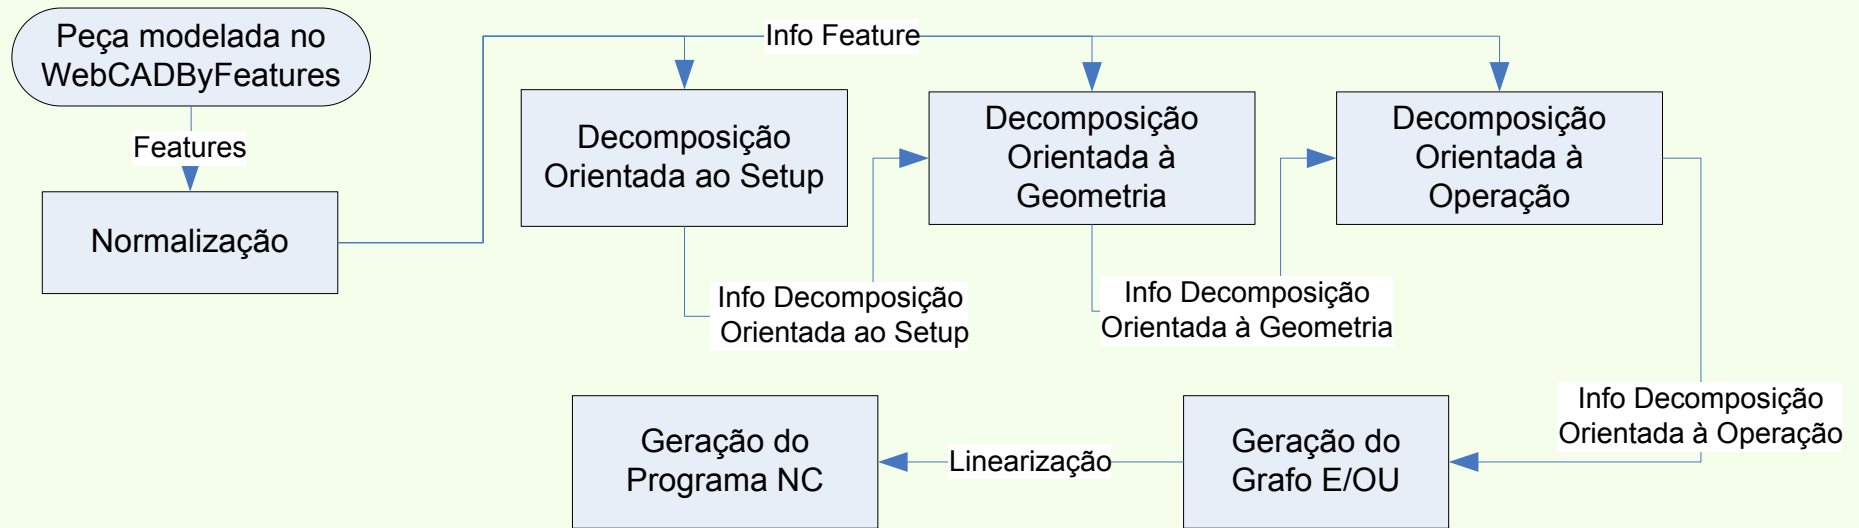 Peça modelada no
WebCADByFeatures
Features
Normalização
Info Feature
Decomposição
Orientada ao Setup
Decomposição
Orientada à
Geometria
Decomposição
Orientada à
Operação
Info Decomposição
Orientada ao Setup
Info Decomposição
Orientada à Geometria
Info Decomposição
Orientada à Operação
Geração do
Grafo E/OU
Linearização
Geração do
Programa NC